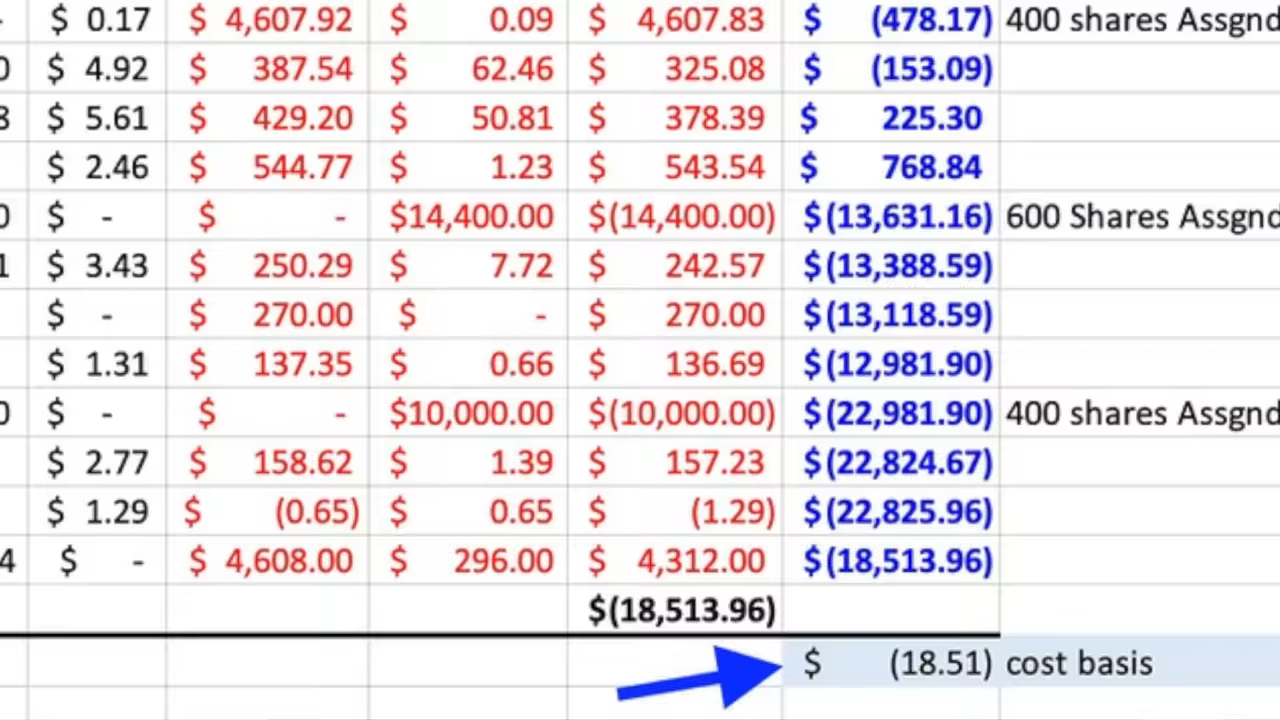 - $ 0.17 $ 4,607.92 $ 0.09 $ 4,607.83 $ (478.17) 400 shares Assgnd
0 $ 4.92 $ 387.54 $ 62.46 $ 325.08 $ (153.09)
8 $ 5.61 $ 429.20 $ 50.81 $ 378.39 $ 225.30
$ 2.46 $ 544.77 $ 1.23 $ 543.54 $ 768.84
0 $ - $ - $14,400.00 $(14,400.00) $(13,631.16) 600 Shares Assgnd
1 $ 3.43 $ 250.29 $ 7.72 $ 242.57 $(13,388.59)
$ - $ 270.00 $ - $ 270.00 $(13,118.59)
$ 1.31 $ 137.35 $ 0.66 $ 136.69 $(12,981.90)
0 $ - $ - $10,000.00 $(10,000.00) $(22,981.90) 400 shares Assgnd
$ 2.77 $ 158.62 $ 1.39 $ 157.23 $(22,824.67)
$ 1.29 $ (0.65) $ 0.65 $ (1.29) $(22,825.96)
4 $ - $ 4,608.00 $ 296.00 $ 4,312.00 $(18,513.96)
$(18,513.96)
$ (18.51) cost basis